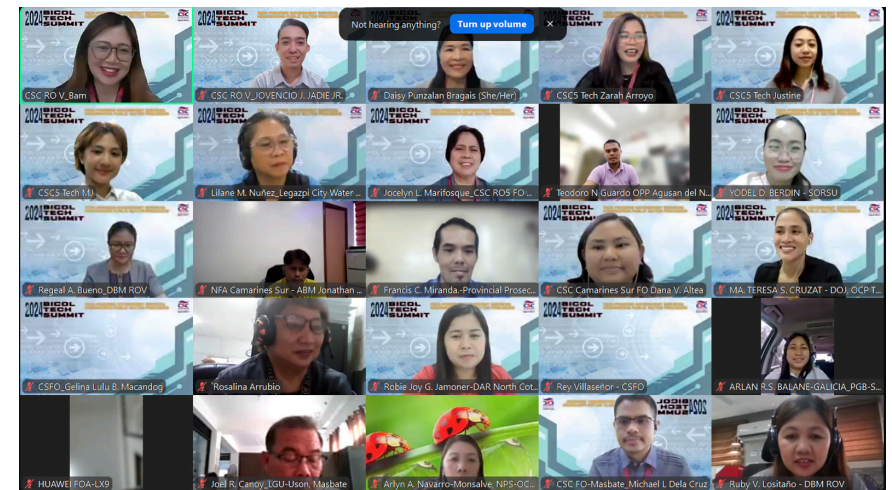 Not hearing anything? Turn up volume
2024 BICOL TECH SUMMIT
CSC RO V_Bam
CSC RO V_JOVENCIO J. JADIE JR.
Daisy Punzalan Bragais (She/Her)
CSC5 Tech Zarah Arroyo
CSC5 Tech Justine
CSC5 Tech MJ
Lilane M. Nuñez_Legazpi City Water ...
Jocelyn L. Marifosque_CSC RO5 FO ...
Teodoro N Guardo OPP Agusan del N...
YODEL D. BERDIN - SORSU
Regeal A. Bueno_DBM ROV
NFA Camarines Sur - ABM Jonathan ...
Francis C. Miranda.-Provincial Prosec...
CSC Camarines Sur FO Dana V. Altea
MA. TERESA S. CRUZAT - DOJ, OCP T...
CSFO_Gelina Lulu B. Macandog
`Rosalina Arrubio
Robie Joy G. Jamoner-DAR North Cot...
Rey Villaseñor - CSFO
ARLAN R.S. BALANE-GALICIA_PGB-S...
HUAWEI FOA-LX9
Joel R. Canoy_LGU-Uson, Masbate
Arlyn A. Navarro-Monsalve, NPS-OC...
CSC FO-Masbate_Michael L Dela Cruz
Ruby V. Lositaño - DBM ROV